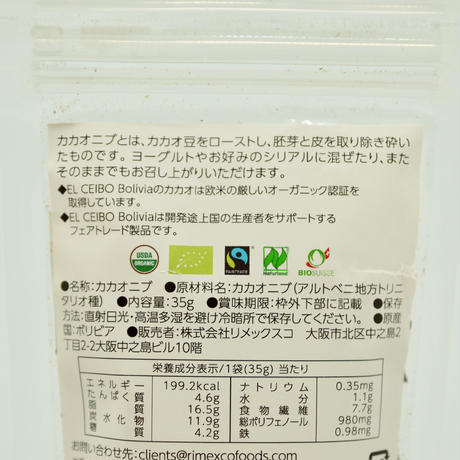 カカオニブとは、カカオ豆をローストし、胚芽と皮を取り除き砕い
たものです。ヨーグルトやお好みのシリアルに混ぜたり、また
そのままでもお召し上がりいただけます。
◆EL CEIBO Boliviaのカカオは欧米の厳しいオーガニック認証を
取得しています。
◆EL CEIBO Boliviaは開発途上国の生産者をサポートする
フェアトレード製品です。
USDA
ORGANIC
FAIRTRADE
Naturland
BIOSUISSE
●名称:カカオニブ ●原材料名:カカオニブ(アルトベニ地方トリニ
タリオ種) ●内容量:35g ●賞味期限:枠外下部に記載 ●保存
方法:直射日光・高温多湿を避け冷暗所で保存してください。●原産
国:ボリビア ●販売者:株式会社リメックスコ 大阪市北区中之島2
丁目2-2大阪中之島ビル10階
栄養成分表示/1袋(35g)当たり
エネルギー 199.2kcal ナトリウム 0.35mg
たんぱく質 4.6g 水分 1.1g
脂質 16.5g 食物繊維 7.7g
炭水化物 11.9g 総ポリフェノール 980mg
糖質 4.2g 鉄 0.98mg
お問い合わせ先:clients@rimexcofoods.com